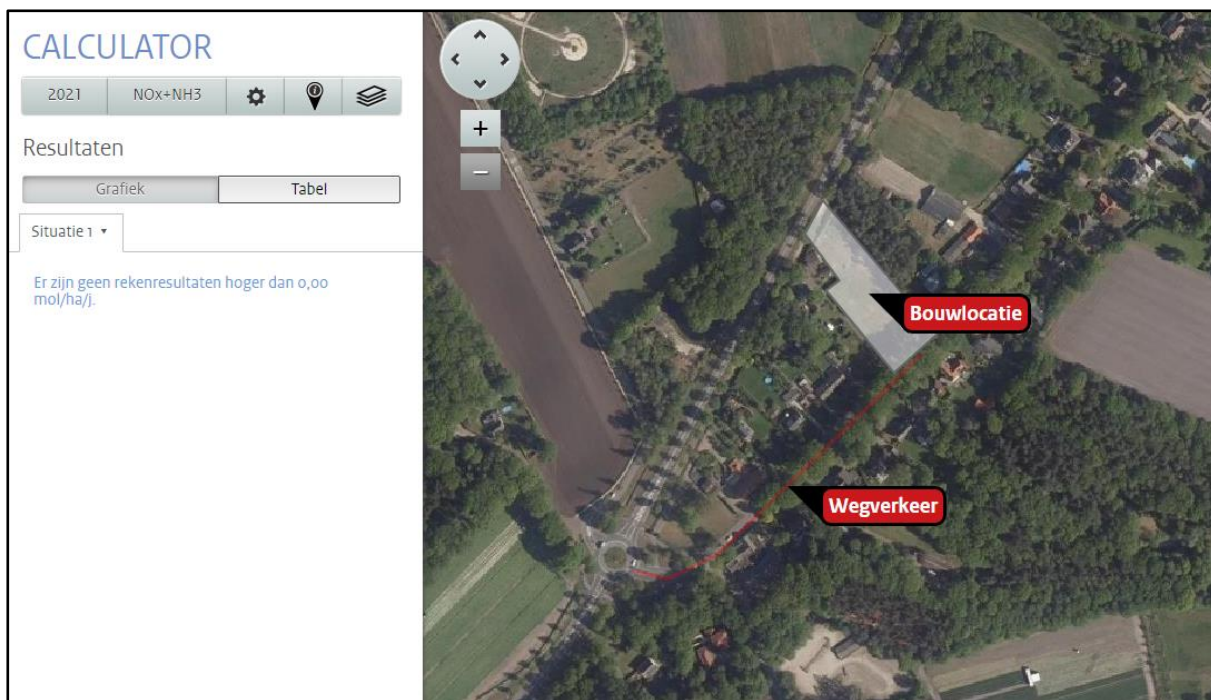 CALCULATOR
2021 NOx+NH3
Resultaten
Grafiek Tabel
Situatie 1
Er zijn geen rekenresultaten hoger dan 0,00
mol/ha/j.
Bouwlocatie
Wegverkeer